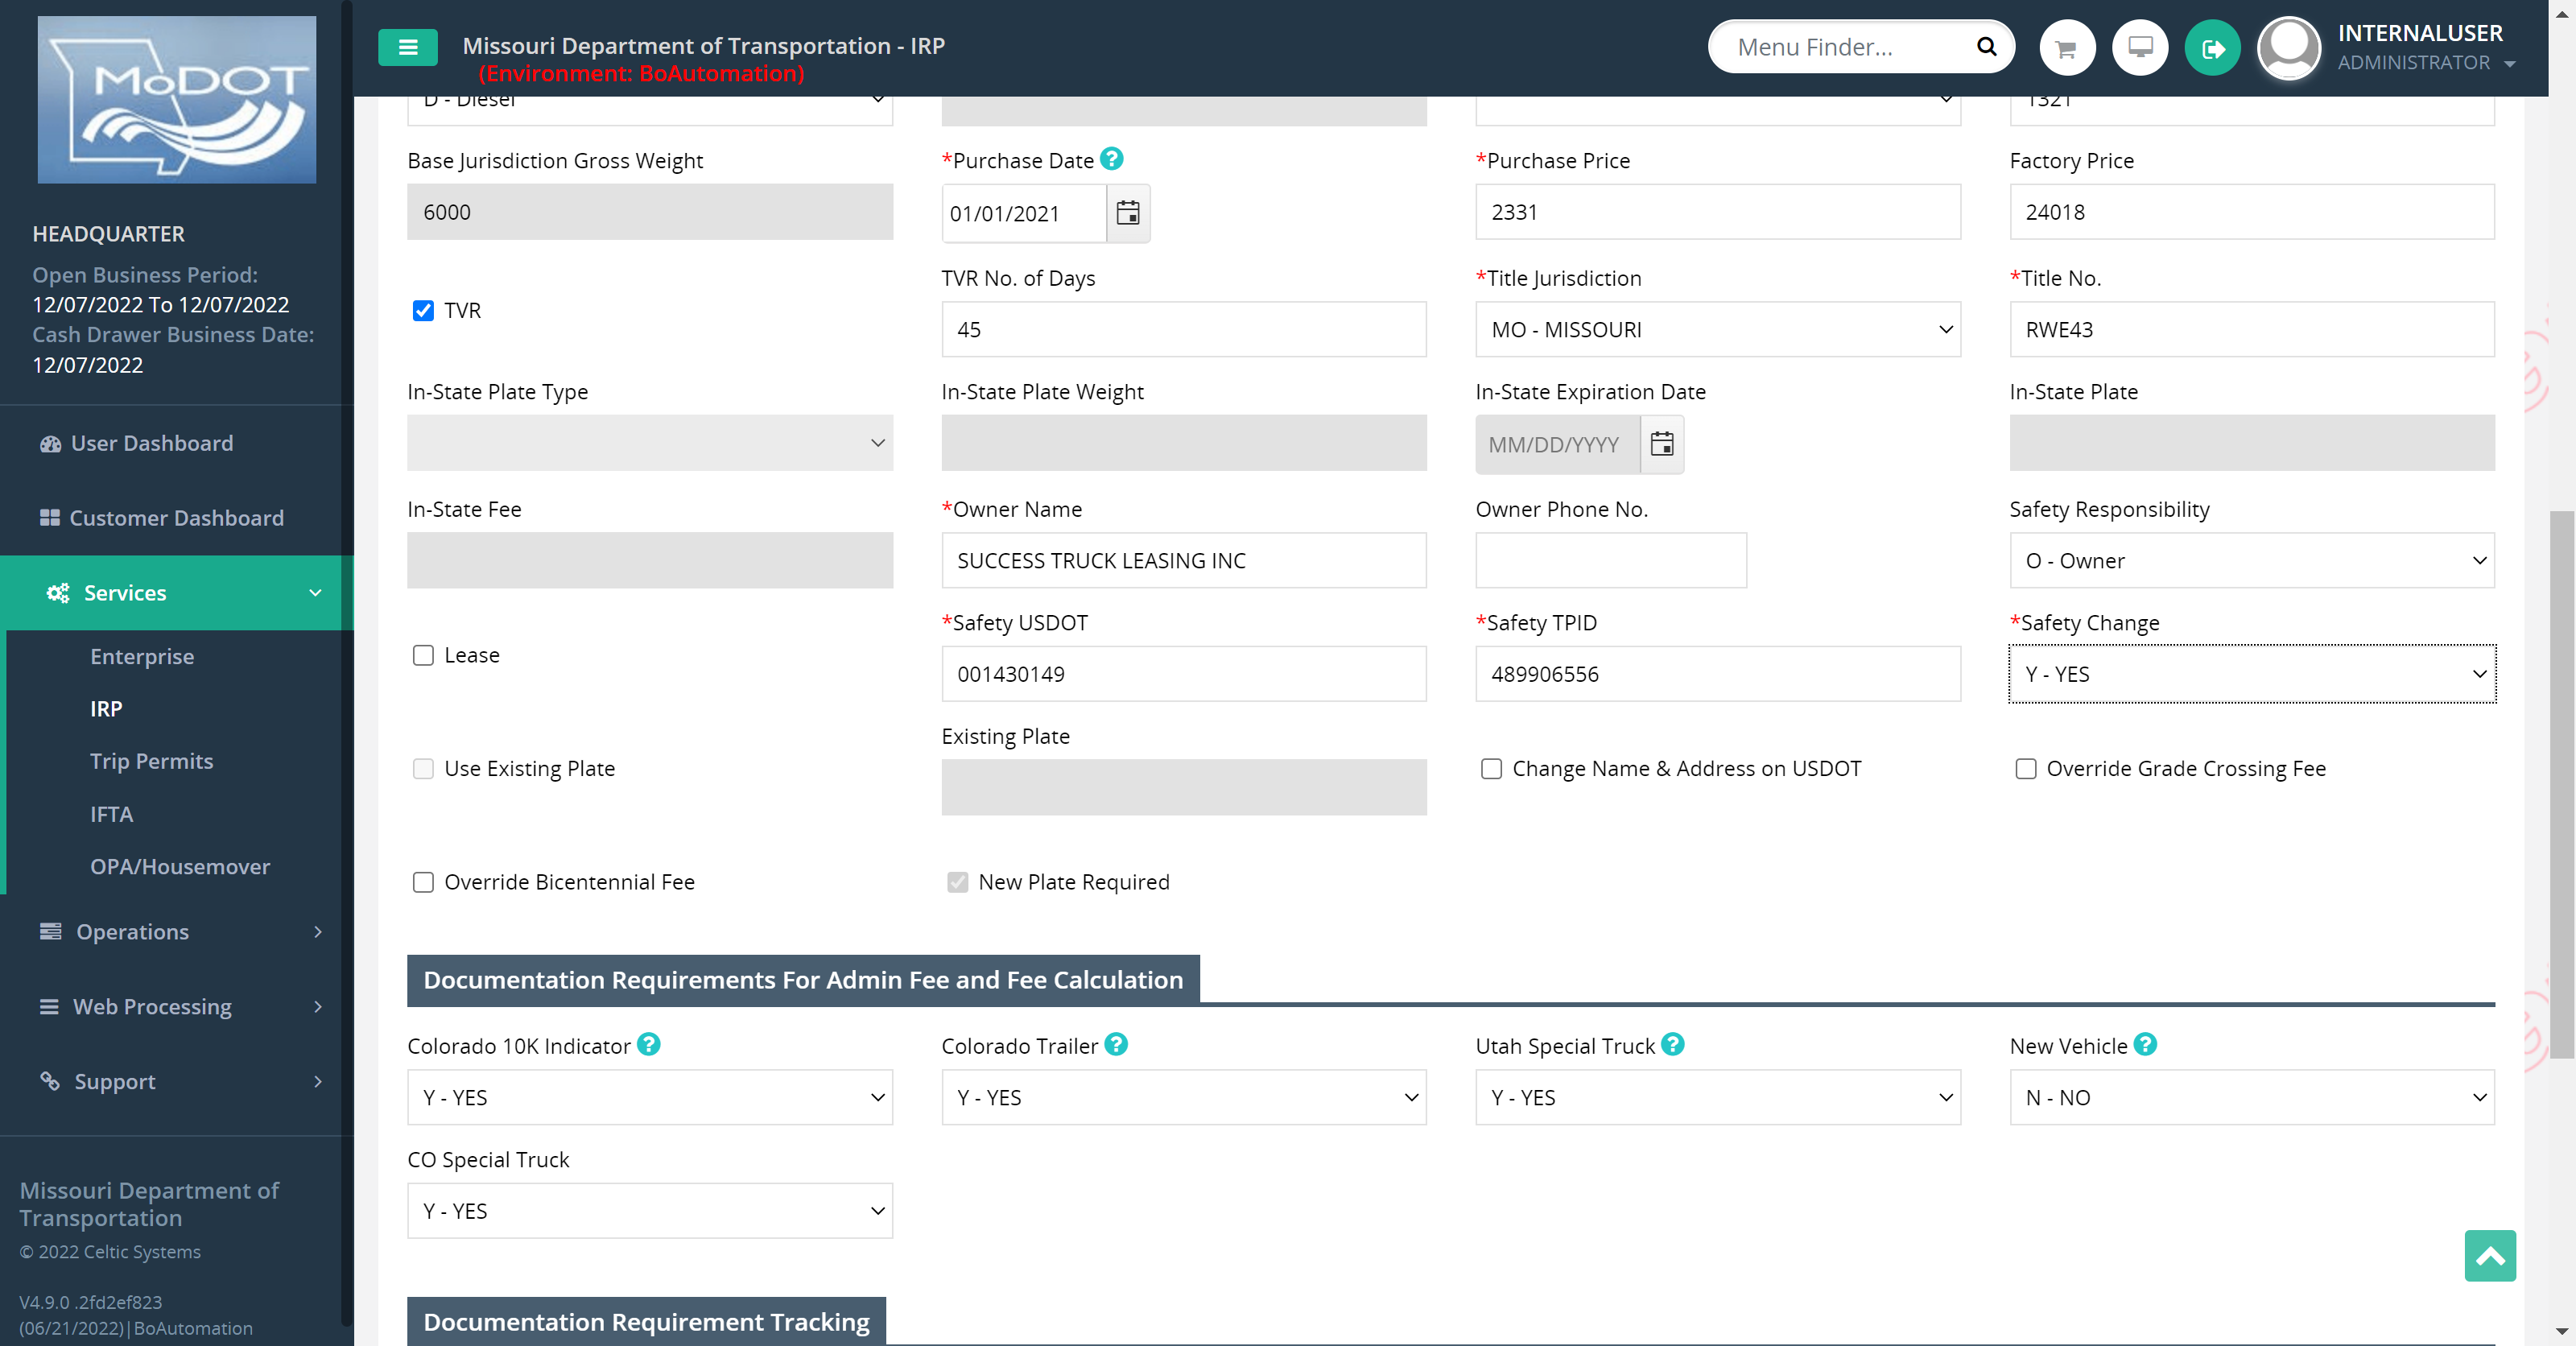 MoDOT
Missouri Department of Transportation - IRP
(Environment: BoAutomation)
Menu Finder...
INTERNALUSER
ADMINISTRATOR
HEADQUARTER
Open Business Period:
12/07/2022 To 12/07/2022
Cash Drawer Business Date:
12/07/2022
User Dashboard
Customer Dashboard
Services
Enterprise
IRP
Trip Permits
IFTA
OPA/Housemover
Operations
Web Processing
Support
Missouri Department of
Transportation
© 2022 Celtic Systems
V4.9.0 .2fd2ef823
(06/21/2022)|BoAutomation
D - Diesel
1321
Base Jurisdiction Gross Weight
*Purchase Date
*Purchase Price
Factory Price
6000
01/01/2021
2331
24018
TVR
TVR No. of Days
*Title Jurisdiction
*Title No.
45
MO - MISSOURI
RWE43
In-State Plate Type
In-State Plate Weight
In-State Expiration Date
In-State Plate
MM/DD/YYYY
In-State Fee
*Owner Name
Owner Phone No.
Safety Responsibility
SUCCESS TRUCK LEASING INC
O - Owner
Lease
*Safety USDOT
*Safety TPID
*Safety Change
001430149
489906556
Y - YES
Use Existing Plate
Existing Plate
Change Name & Address on USDOT
Override Grade Crossing Fee
Override Bicentennial Fee
New Plate Required
Documentation Requirements For Admin Fee and Fee Calculation
Colorado 10K Indicator
Colorado Trailer
Utah Special Truck
New Vehicle
Y - YES
Y - YES
Y - YES
N - NO
CO Special Truck
Y - YES
Documentation Requirement Tracking